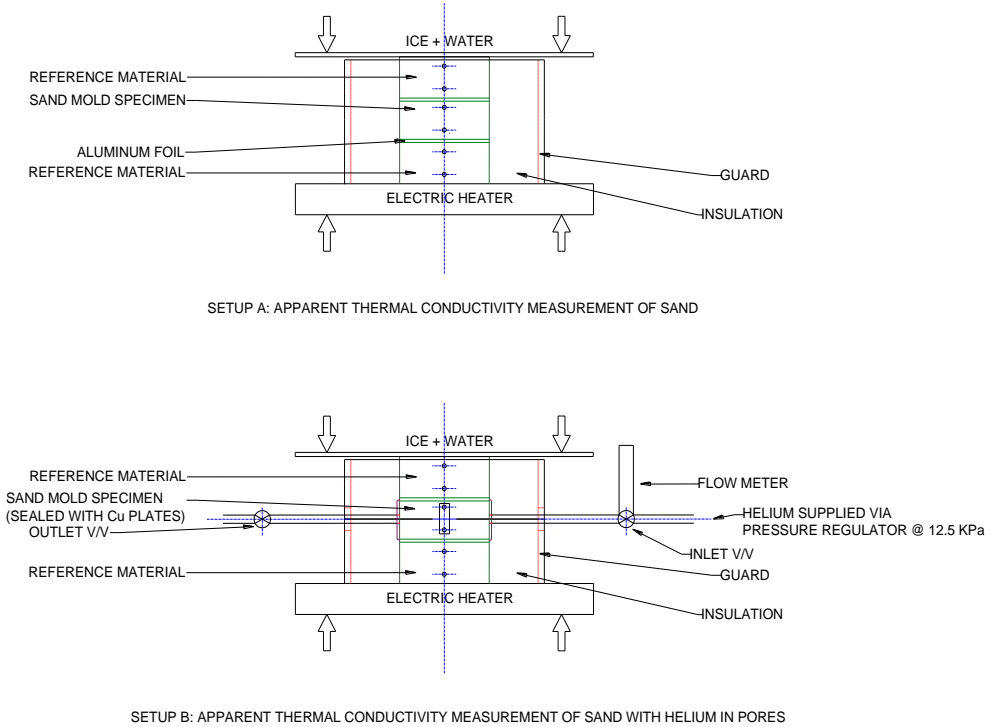 ICE + WATER
REFERENCE MATERIAL
SAND MOLD SPECIMEN
ALUMINUM FOIL
REFERENCE MATERIAL
GUARD
ELECTRIC HEATER
INSULATION
SETUP A: APPARENT THERMAL CONDUCTIVITY MEASUREMENT OF SAND
ICE + WATER
REFERENCE MATERIAL
FLOW METER
SAND MOLD SPECIMEN
(SEALED WITH Cu PLATES)
OUTLET V/V
HELIUM SUPPLIED VIA
PRESSURE REGULATOR @ 12.5 KPa
INLET V/V
REFERENCE MATERIAL
GUARD
ELECTRIC HEATER
INSULATION
SETUP B: APPARENT THERMAL CONDUCTIVITY MEASUREMENT OF SAND WITH HELIUM IN PORES